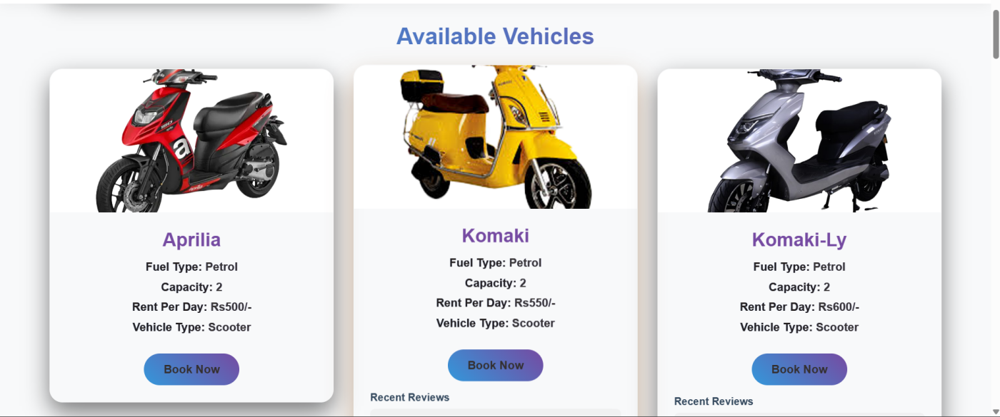 Available Vehicles
Aprilia
Fuel Type: Petrol
Capacity: 2
Rent Per Day: Rs500/-
Vehicle Type: Scooter
Book Now
Komaki
Fuel Type: Petrol
Capacity: 2
Rent Per Day: Rs550/-
Vehicle Type: Scooter
Book Now
Recent Reviews
Komaki-Ly
Fuel Type: Petrol
Capacity: 2
Rent Per Day: Rs600/-
Vehicle Type: Scooter
Book Now
Recent Reviews